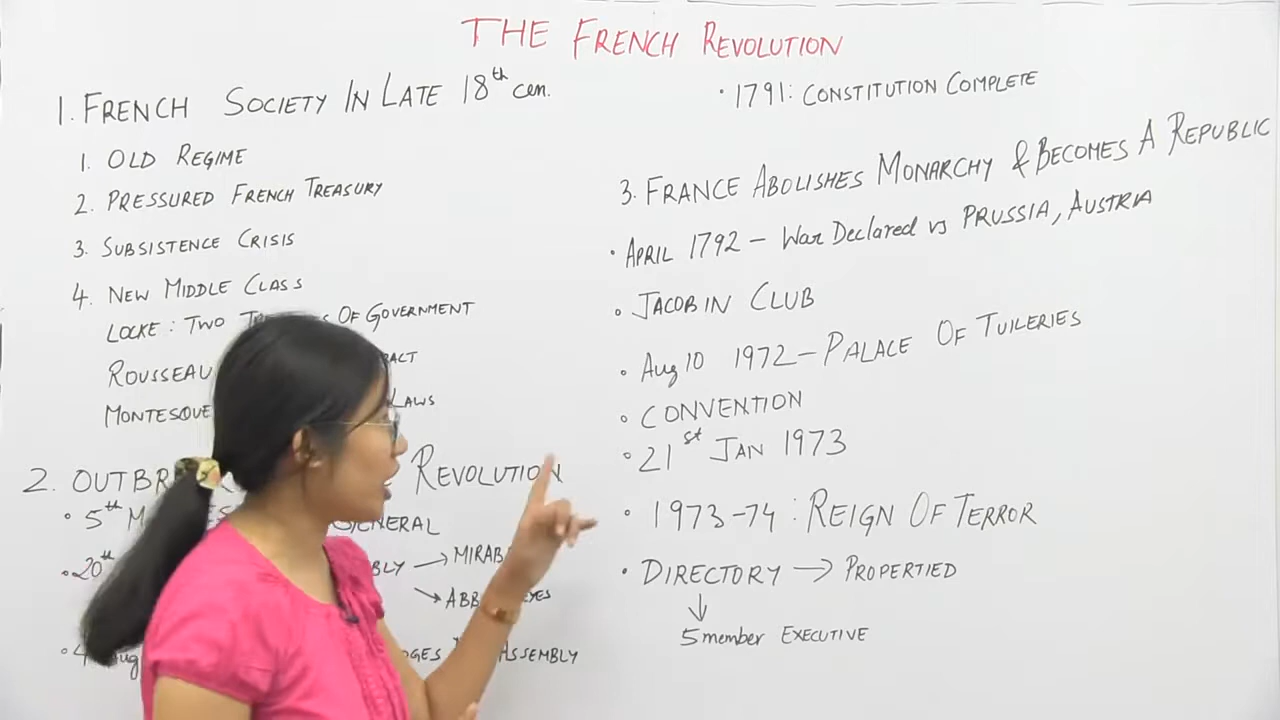 THE FRENCH REVOLUTION
1. FRENCH SOCIETY IN LATE 18th cen.
1. OLD REGIME
2. PRESSURED FRENCH TREASURY
3. SUBSISTENCE CRISIS
4. NEW MIDDLE CLASS
LOCKE : TWO OF GOVERNMENT
ROUSSEAU
LAWS
2. REVOLUTION
• 5th GENERAL
• 20th → MIRAB
→ ABB
• 4 Aug ASSEMBLY
• 1791: CONSTITUTION COMPLETE
3. FRANCE ABOLISHES MONARCHY & BECOMES A REPUBLIC
• APRIL 1792 – War Declared vs PRUSSIA, AUSTRIA
• JACOBIN CLUB
• Aug 10 1972 – PALACE OF TUILERIES
• CONVENTION
• 21st JAN 1973
• 1973-74 : REIGN OF TERROR
• DIRECTORY → PROPERTIED
↓
5 member EXECUTIVE